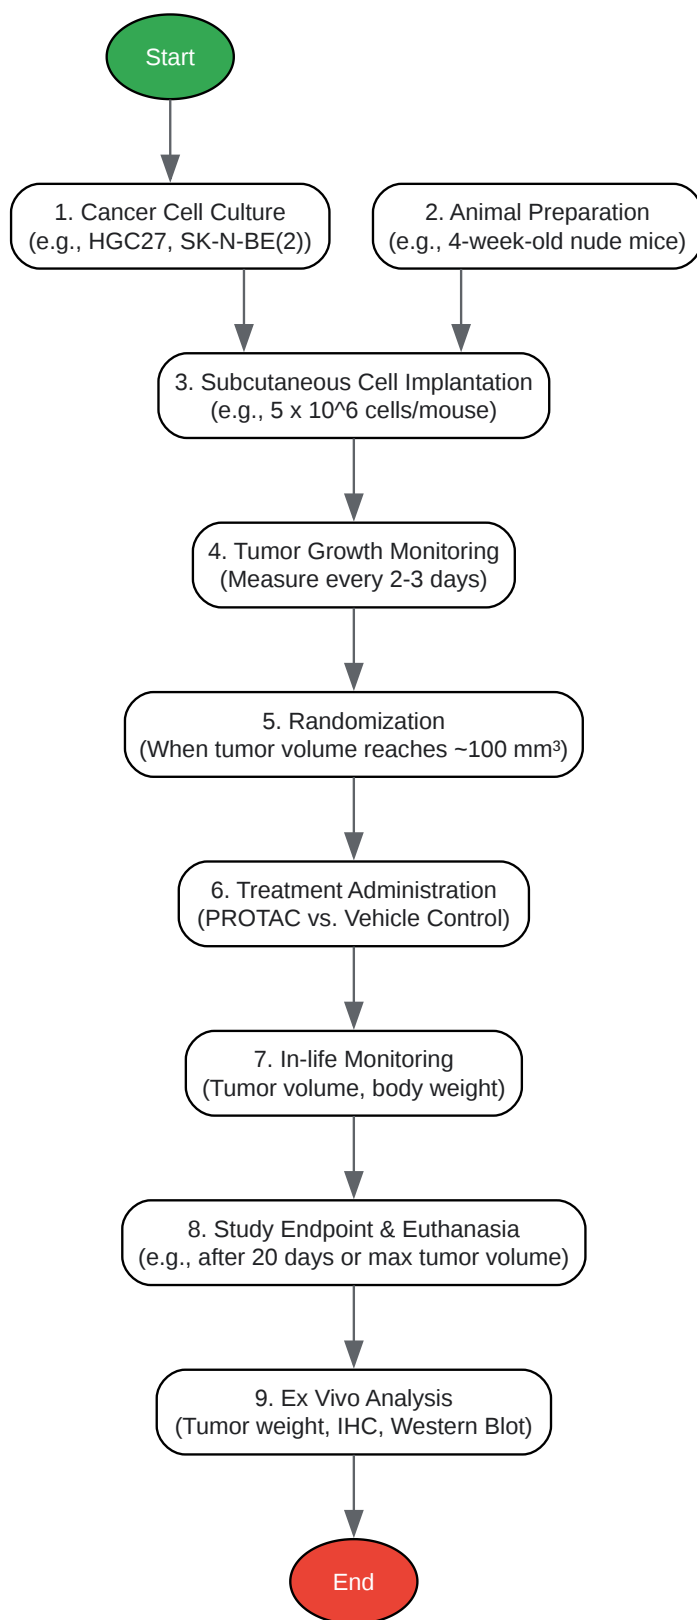 Start
1. Cancer Cell Culture
(e.g., HGC27, SK-N-BE(2))
2. Animal Preparation
(e.g., 4-week-old nude mice)
3. Subcutaneous Cell Implantation
(e.g., 5 x 10^6 cells/mouse)
4. Tumor Growth Monitoring
(Measure every 2-3 days)
5. Randomization
(When tumor volume reaches ~100 mm³)
6. Treatment Administration
(PROTAC vs. Vehicle Control)
7. In-life Monitoring
(Tumor volume, body weight)
8. Study Endpoint & Euthanasia
(e.g., after 20 days or max tumor volume)
9. Ex Vivo Analysis
(Tumor weight, IHC, Western Blot)
End